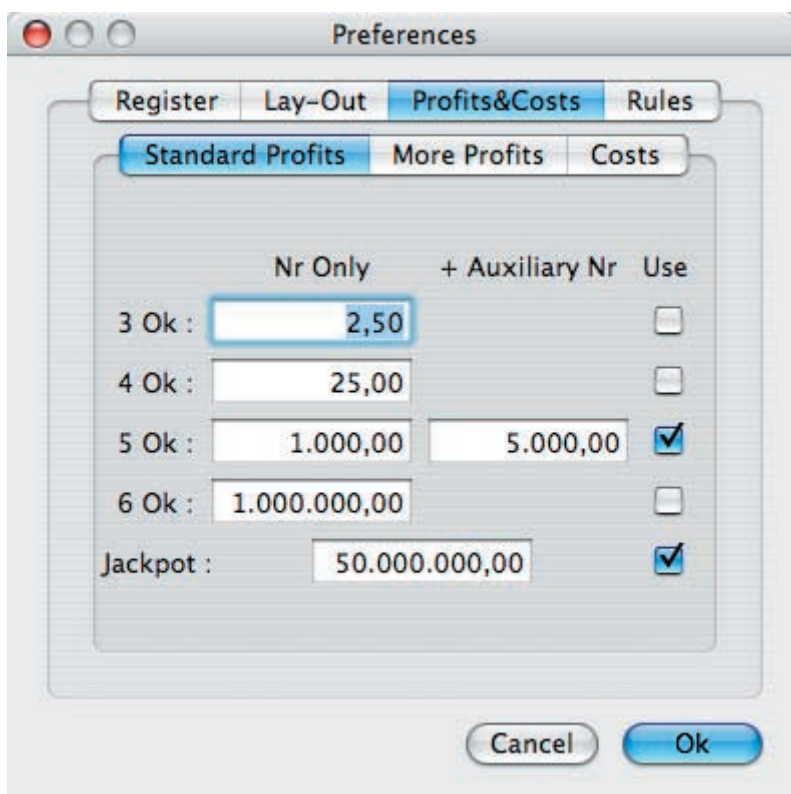 Preferences
Register Lay-Out Profits&Costs Rules
Standard Profits More Profits Costs
Nr Only + Auxiliary Nr Use
3 Ok : 2,50
4 Ok : 25,00
5 Ok : 1.000,00 5.000,00
6 Ok : 1.000.000,00
Jackpot : 50.000.000,00
Cancel Ok